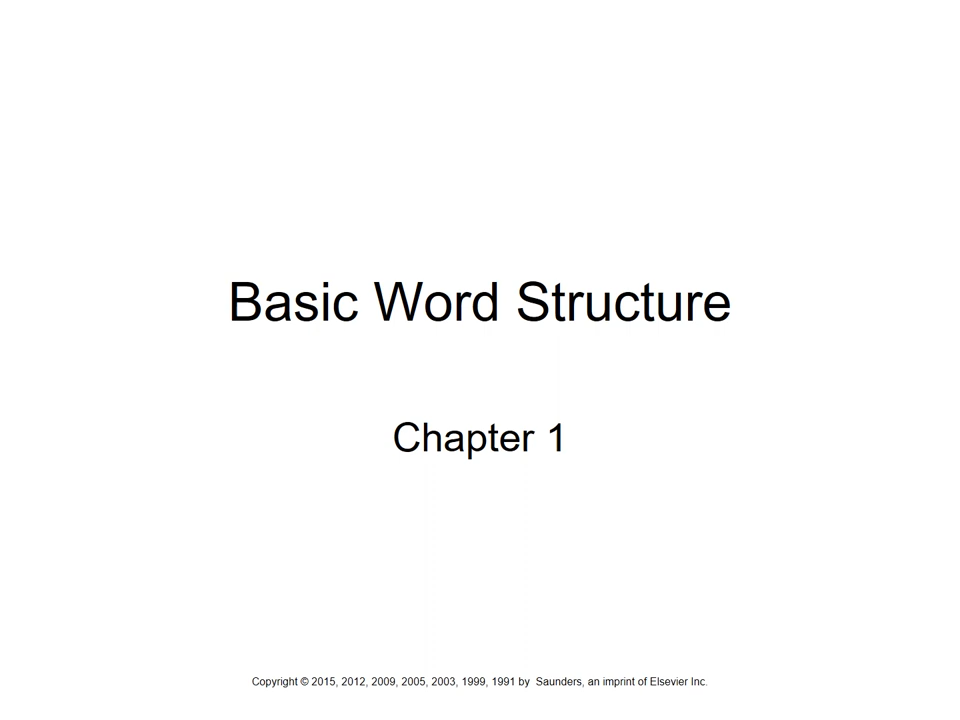 Basic Word Structure
Chapter 1
Copyright © 2015, 2012, 2009, 2005, 2003, 1999, 1991 by  Saunders, an imprint of Elsevier Inc.